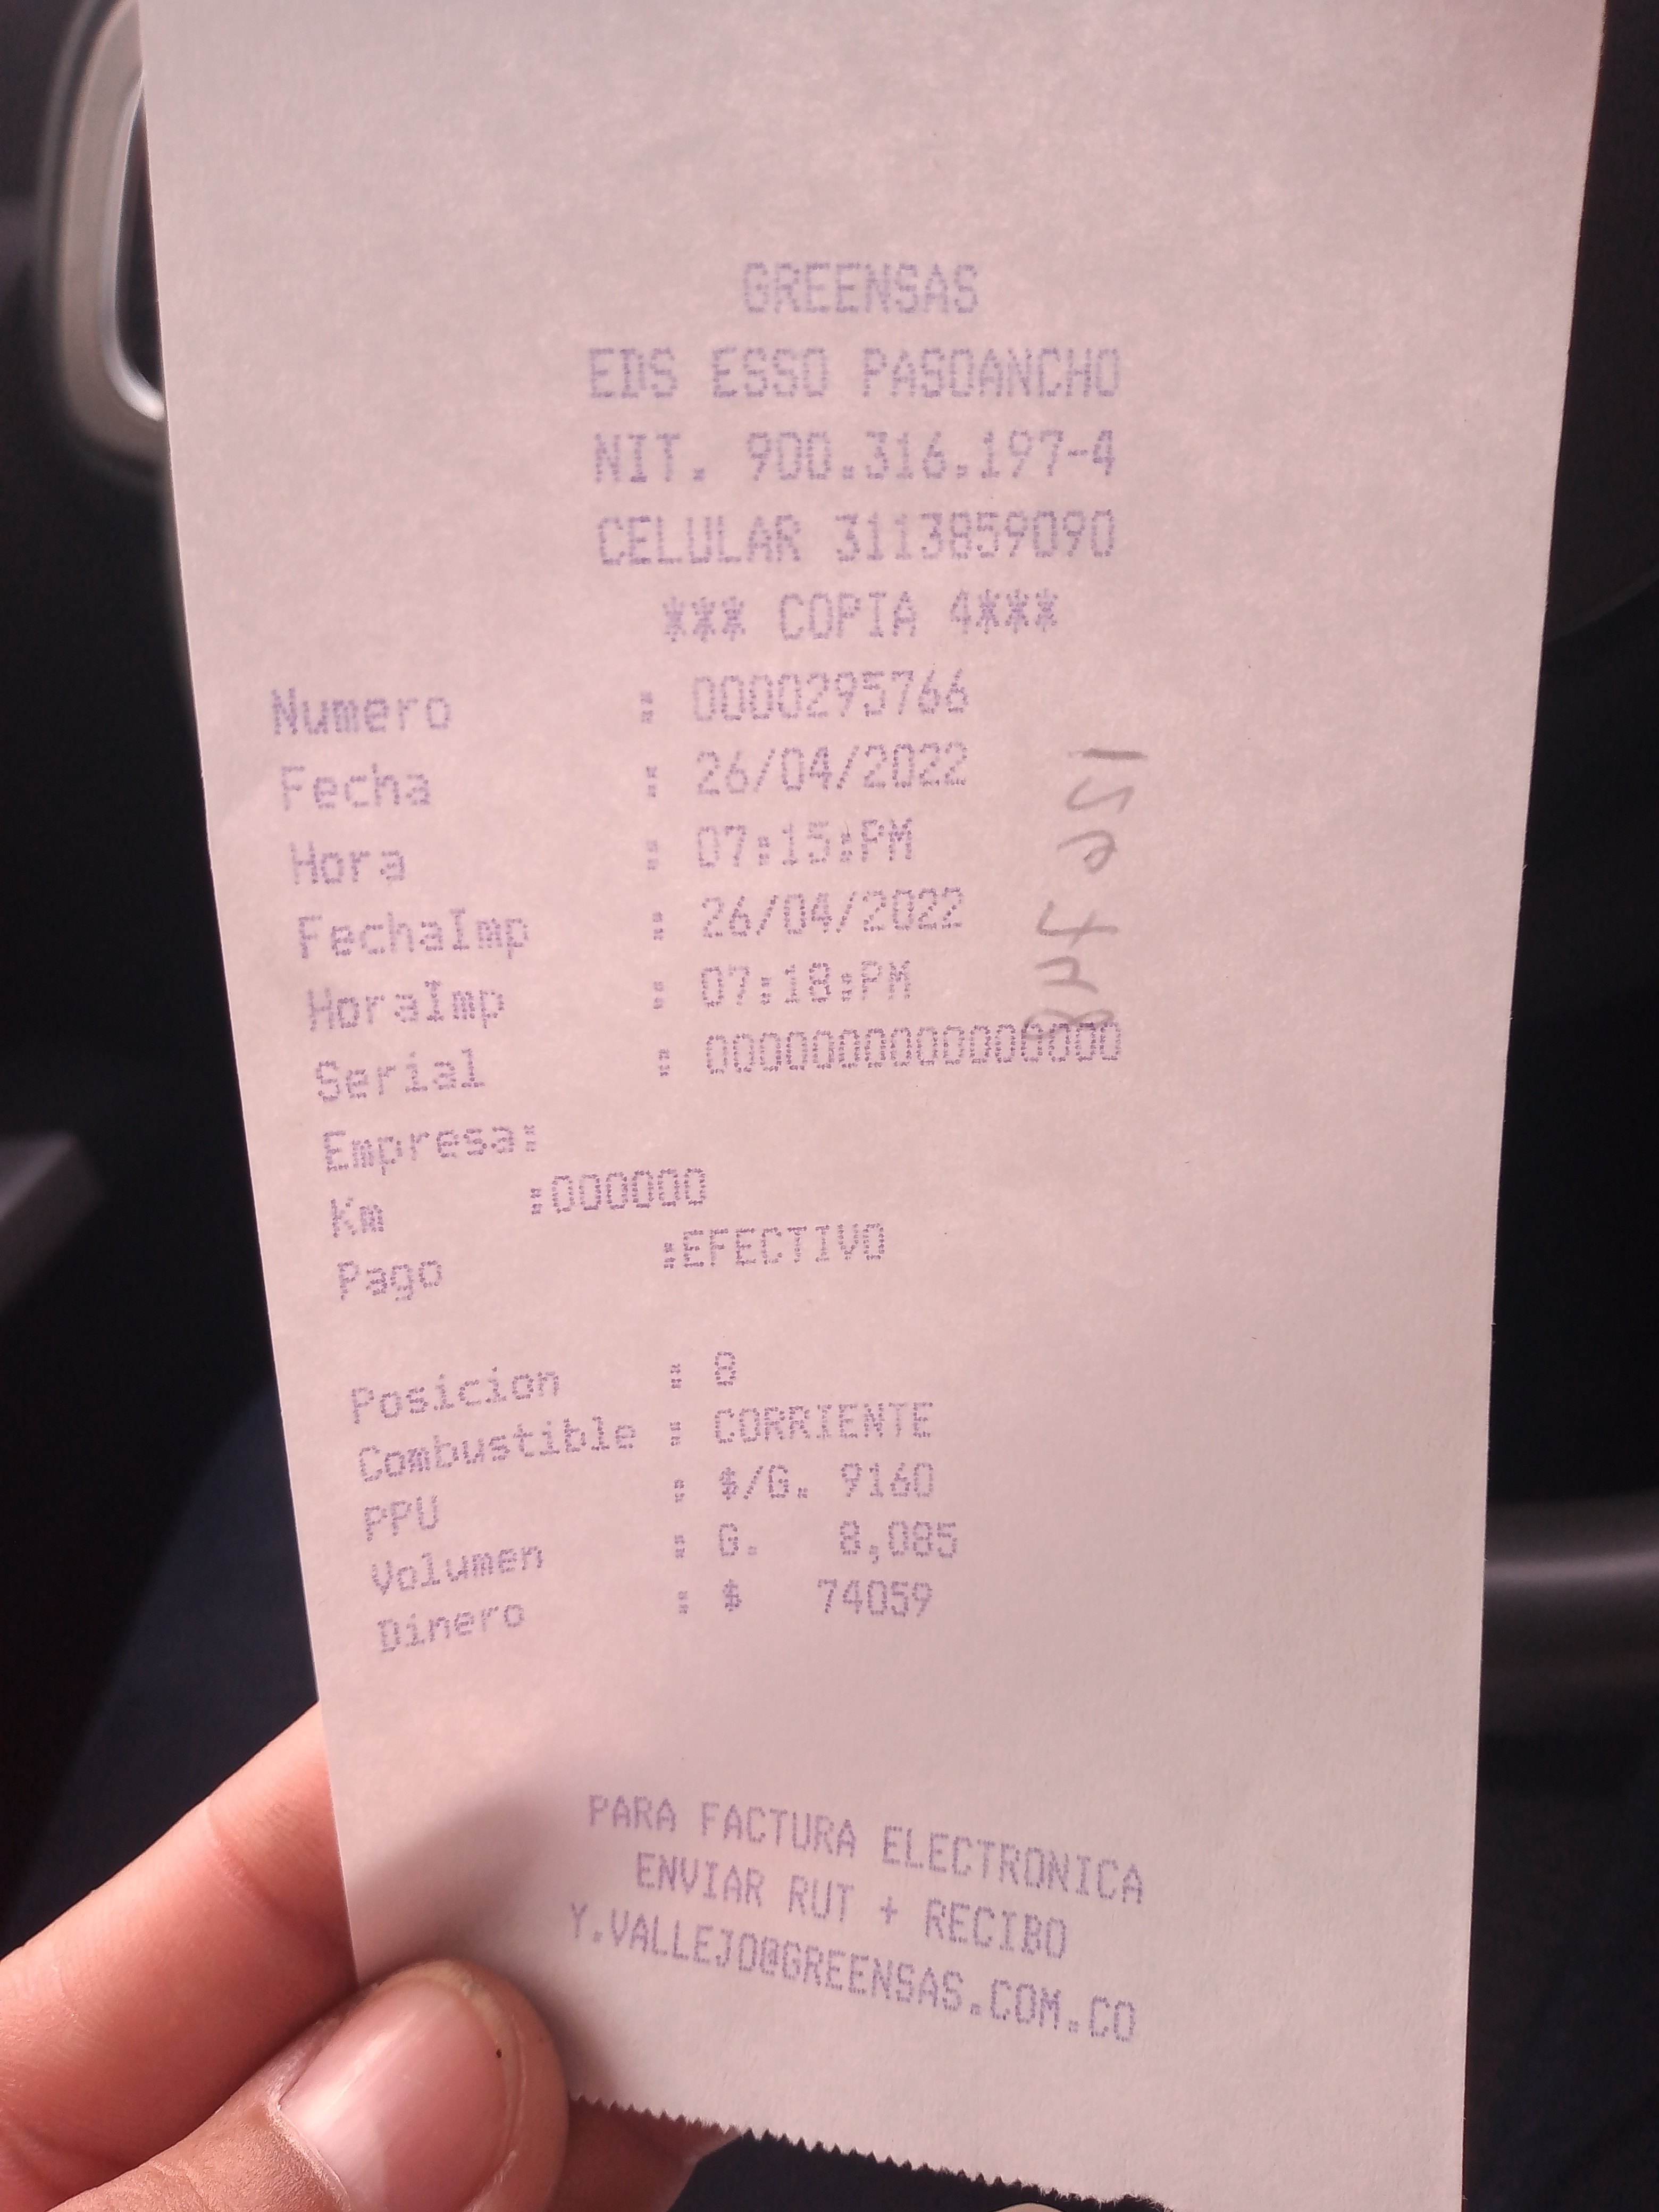 GREENSAS
EDS ESSO PASOANCHO
NIT. 900.316.197-4
CELULAR 3113859090
*** COPIA 4***
Numero : 0000295766
Fecha : 26/04/2022
Hora : 07:15:PM
FechaImp : 26/04/2022
HoraImp : 07:18:PM
Serial : 0000000000000000
Empresa:
Km :000000
Pago :EFECTIVO
Posicion : 8
Combustible : CORRIENTE
PPU : $/G. 9160
Volumen : G. 8,085
Dinero : $ 74059
PARA FACTURA ELECTRONICA
ENVIAR RUT + RECIBO
Y.VALLEJO@GREENSAS.COM.CO